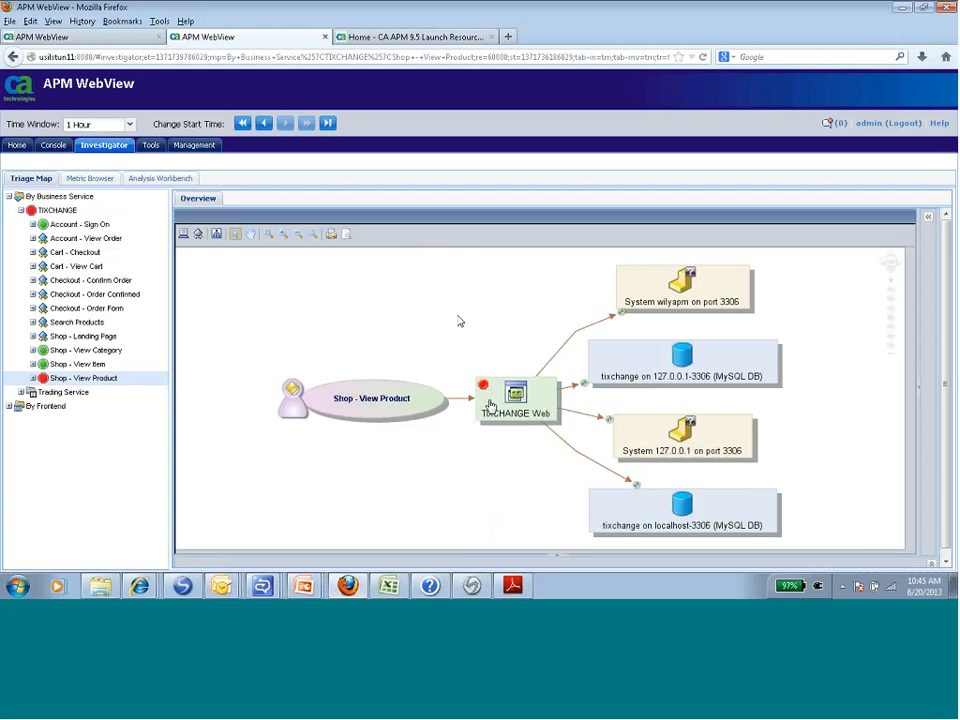 APM WebView - Mozilla Firefox
File Edit View History Bookmarks Tools Help
APM WebView
APM WebView
Home - CA APM 9.5 Launch Resourc...
Google
ca
technologies
APM WebView
Time Window: 1 Hour
Change Start Time:
(0) admin (Logout) Help
Home Console Investigator Tools Management
Triage Map Metric Browser Analysis Workbench
By Business Service
TIXCHANGE
Account - Sign On
Account - View Order
Cart - Checkout
Cart - View Cart
Checkout - Confirm Order
Checkout - Order Confirmed
Checkout - Order Form
Search Products
Shop - Landing Page
Shop - View Category
Shop - View Item
Shop - View Product
Trading Service
By Frontend
Overview
System wilyapm on port 3306
tixchange on 127.0.0.1-3306 (MySQL DB)
Shop - View Product
TIXCHANGE Web
System 127.0.0.1 on port 3306
tixchange on localhost-3306 (MySQL DB)
97%
10:45 AM
6/20/2013